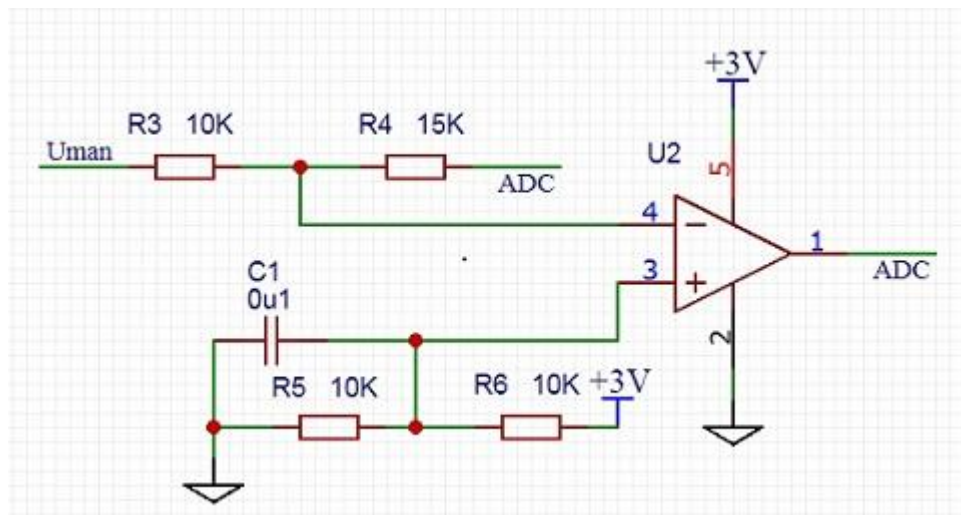 +3V
R3 10K
R4 15K
U2
Uman
ADC
5
4
-
1
ADC
3
+
C1
0u1
2
R5 10K
R6 10K
+3V